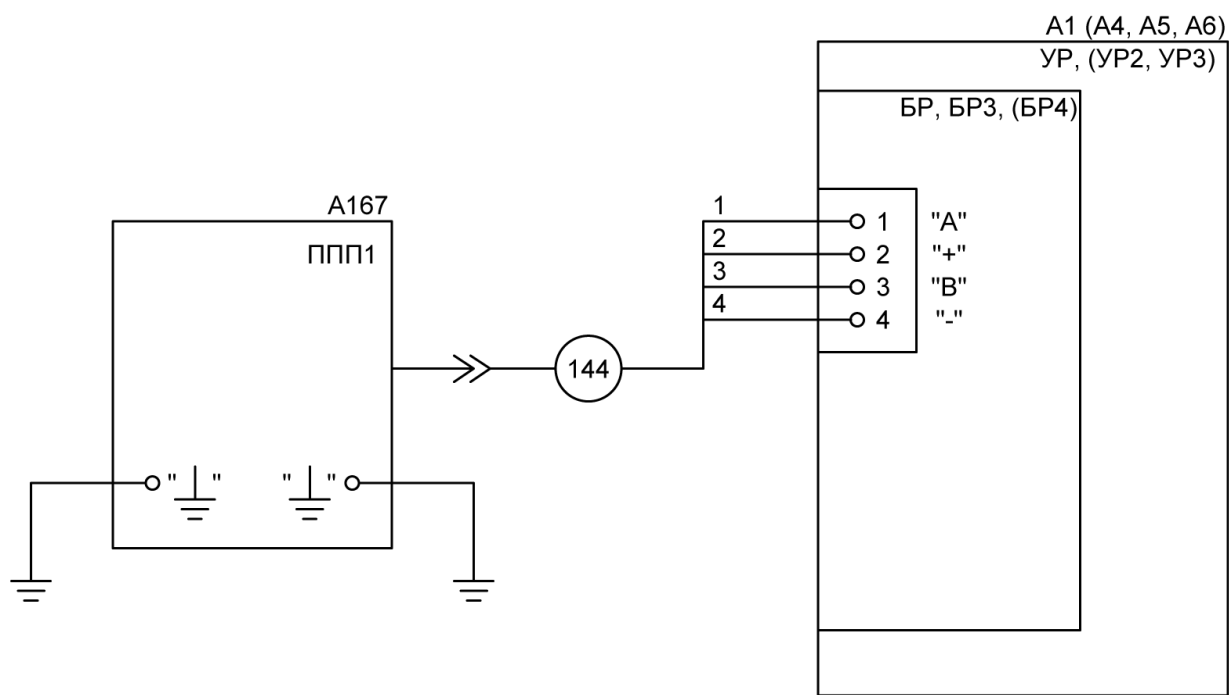 А1 (А4, А5, А6)
УР, (УР2, УР3)
БР, БР3, (БР4)
А167
ППП1
1
2
3
4
1 "А"
2 "+"
3 "В"
4 "-"
144
" "
" "